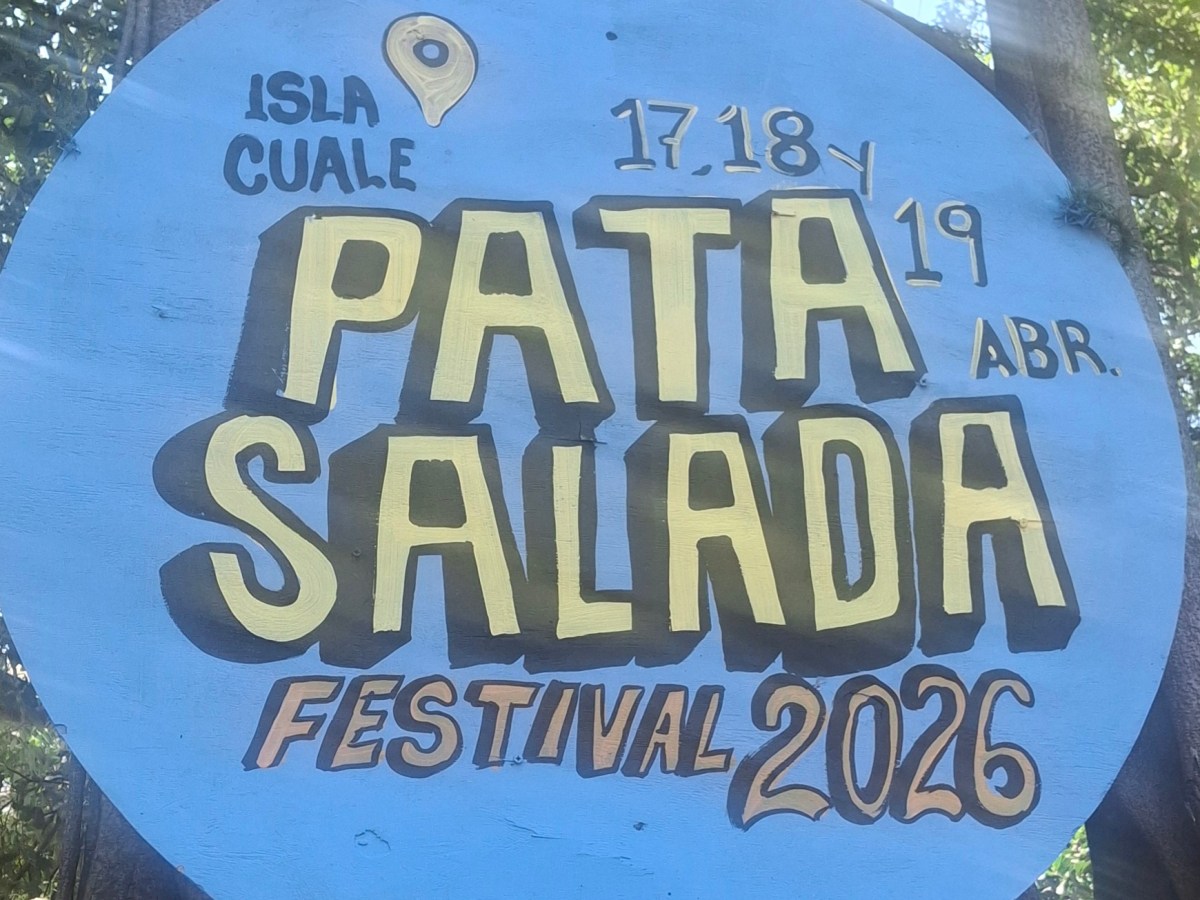 ISLA
CUALE
17, 18 y
19
ABR.
PATA
SALADA
FESTIVAL 2026